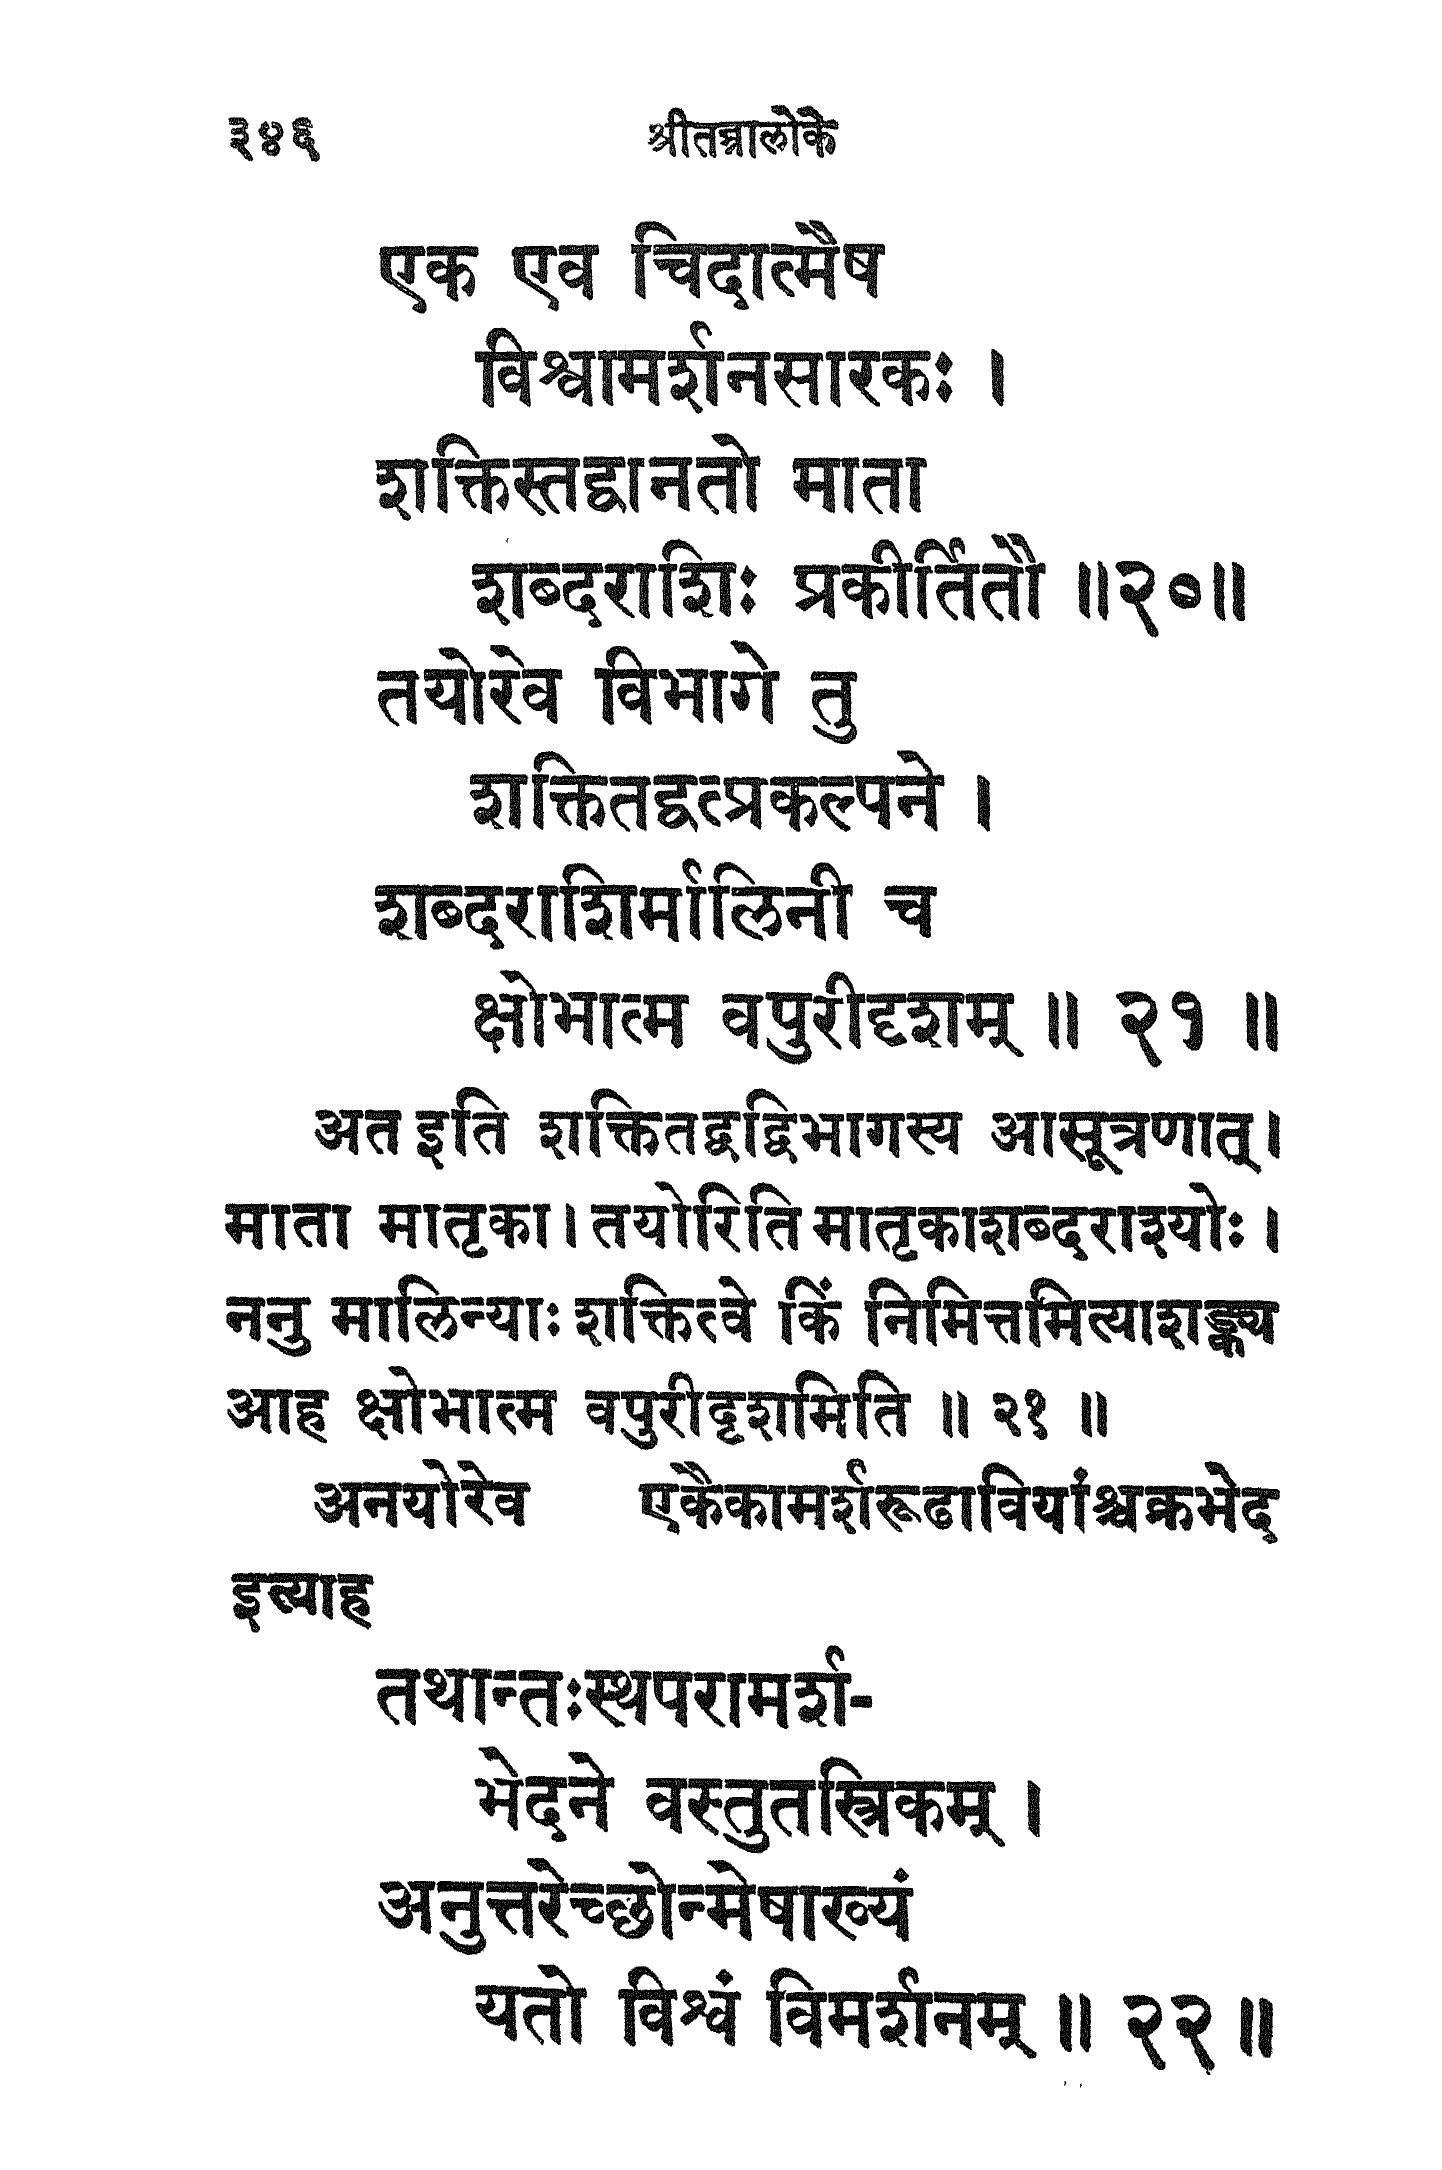 ३४६ श्रीतन्त्रालोके
एक एव चिदात्मैष
विश्वामर्शनसारकः ।
शक्तिस्तद्वानतो माता
शब्दराशिः प्रकीर्तितौ ॥२०॥
तयोरेव विभागे तु
शक्तितद्वत्प्रकल्पने ।
शब्दराशिर्मालिनी च
क्षोभात्म वपुरीदृशम् ॥ २१ ॥
अत इति शक्तितद्वद्विभागस्य आसूत्रणात् ।
माता मातृका । तयोरिति मातृकाशब्दराश्योः ।
ननु मालिन्याः शक्तित्वे किं निमित्तमित्याशङ्क्य
आह क्षोभात्म वपुरीदृशमिति ॥ २१ ॥
अनयोरेव एकैकामर्शरूढावियांश्चक्रभेद
इत्याह
तथान्तःस्थपरामर्श-
भेदने वस्तुतस्त्रिकम् ।
अनुत्तरेच्छोन्मेषाख्यं
यतो विश्वं विमर्शनम् ॥ २२ ॥